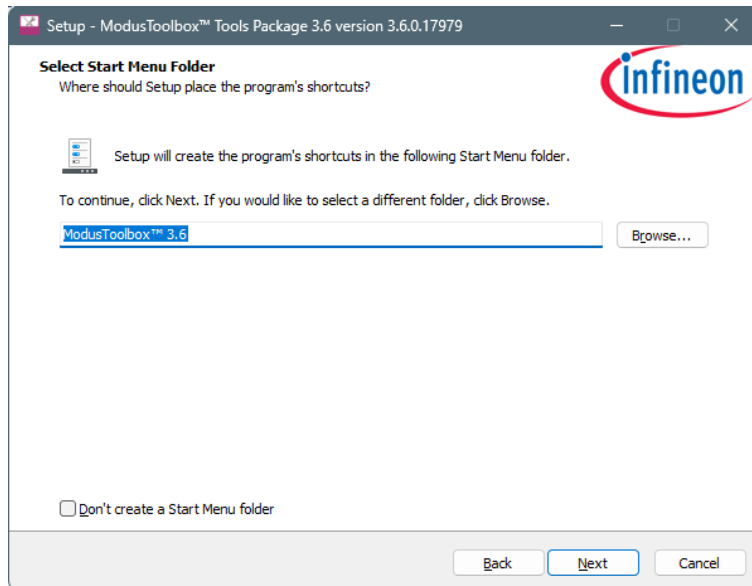 Setup - ModusToolbox™ Tools Package 3.6 version 3.6.0.17979
Select Start Menu Folder
Where should Setup place the program's shortcuts?
infineon
Setup will create the program's shortcuts in the following Start Menu folder.
To continue, click Next. If you would like to select a different folder, click Browse.
ModusToolbox™ 3.6
Browse...
Don't create a Start Menu folder
Back
Next
Cancel